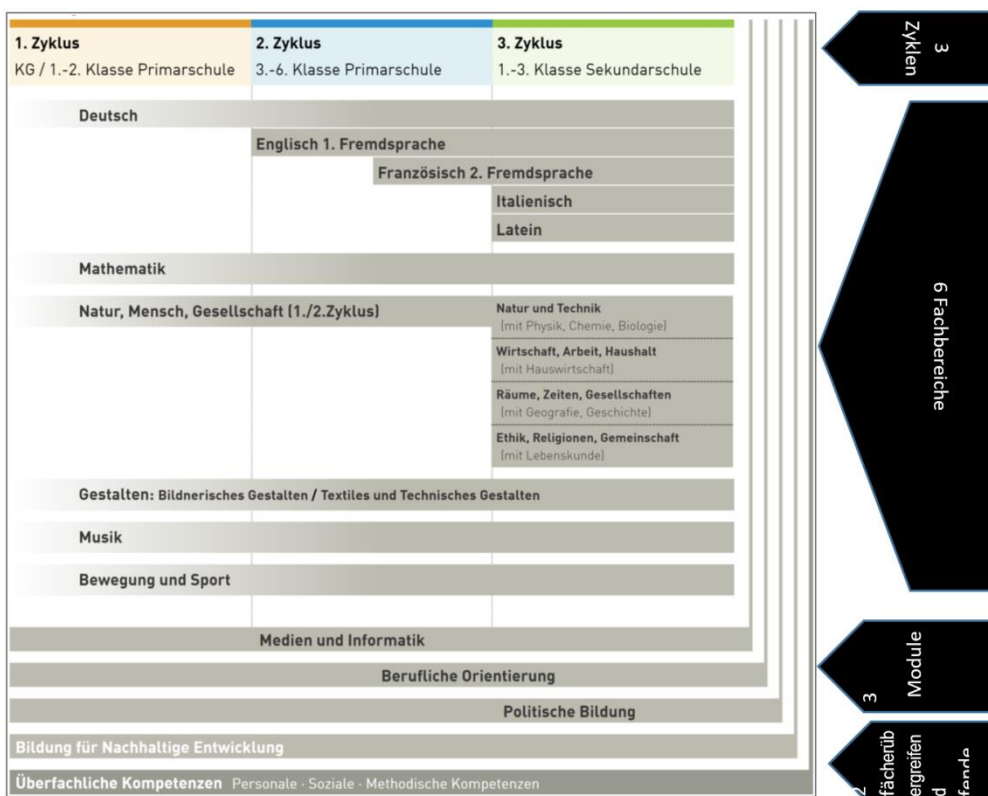 1. Zyklus
KG / 1.-2. Klasse Primarschule
2. Zyklus
3.-6. Klasse Primarschule
3. Zyklus
1.-3. Klasse Sekundarschule
Deutsch
Englisch 1. Fremdsprache
Französisch 2. Fremdsprache
Italienisch
Latein
Mathematik
Natur, Mensch, Gesellschaft (1./2.Zyklus)
Natur und Technik
(mit Physik, Chemie, Biologie)
Wirtschaft, Arbeit, Haushalt
(mit Hauswirtschaft)
Räume, Zeiten, Gesellschaften
(mit Geografie, Geschichte)
Ethik, Religionen, Gemeinschaft
(mit Lebenskunde)
Gestalten: Bildnerisches Gestalten / Textiles und Technisches Gestalten
Musik
Bewegung und Sport
Medien und Informatik
Berufliche Orientierung
Politische Bildung
Bildung für Nachhaltige Entwicklung
Überfachliche Kompetenzen Personale · Soziale · Methodische Kompetenzen
3
Zyklen
6 Fachbereiche
3
Module
fächerüb
ergreifen
d